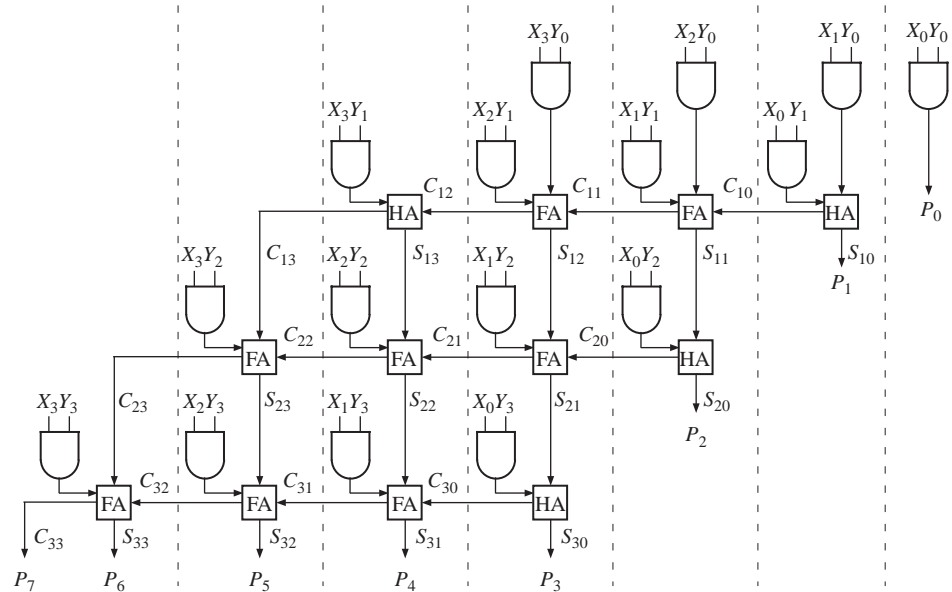 X₃Y₀ X₂Y₀ X₁Y₀ X₀Y₀
X₃Y₁ X₂Y₁ X₁Y₁ X₀ Y₁
C₁₂ C₁₁ C₁₀
HA FA FA HA P₀
C₁₃ S₁₃ S₁₂ S₁₁ S₁₀
X₃Y₂ X₂Y₂ X₁Y₂ X₀Y₂ P₁
C₂₂ C₂₁ C₂₀
FA FA FA HA
C₂₃ S₂₃ S₂₂ S₂₁ S₂₀
X₃Y₃ X₂Y₃ X₁Y₃ X₀Y₃ P₂
C₃₂ C₃₁ C₃₀
FA FA FA HA
C₃₃ S₃₃ S₃₂ S₃₁ S₃₀
P₇ P₆ P₅ P₄ P₃